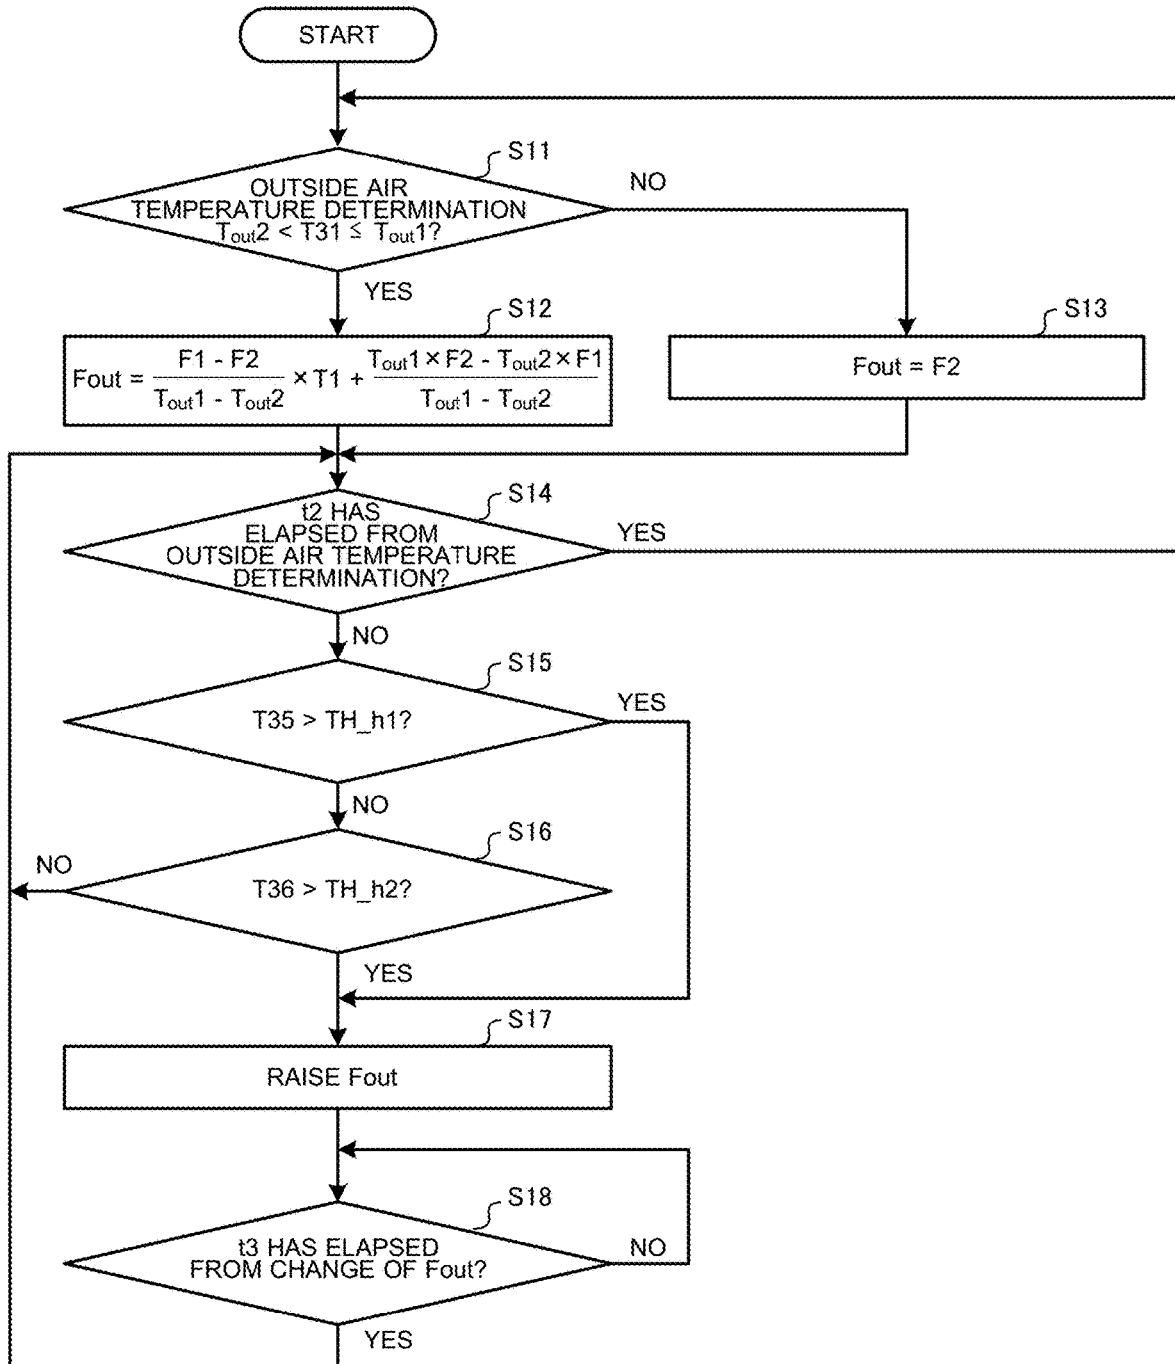 START
S11
OUTSIDE AIR
TEMPERATURE DETERMINATION
Tout2 < T31 ≦ Tout1?
NO
YES
S12
Fout = F1 - F2 / Tout1 - Tout2 × T1 + Tout1 × F2 - Tout2 × F1 / Tout1 - Tout2
S13
Fout = F2
S14
t2 HAS
ELAPSED FROM
OUTSIDE AIR TEMPERATURE
DETERMINATION?
YES
NO
S15
T35 > TH_h1?
YES
NO
S16
T36 > TH_h2?
NO
YES
S17
RAISE Fout
S18
t3 HAS ELAPSED
FROM CHANGE OF Fout?
NO
YES